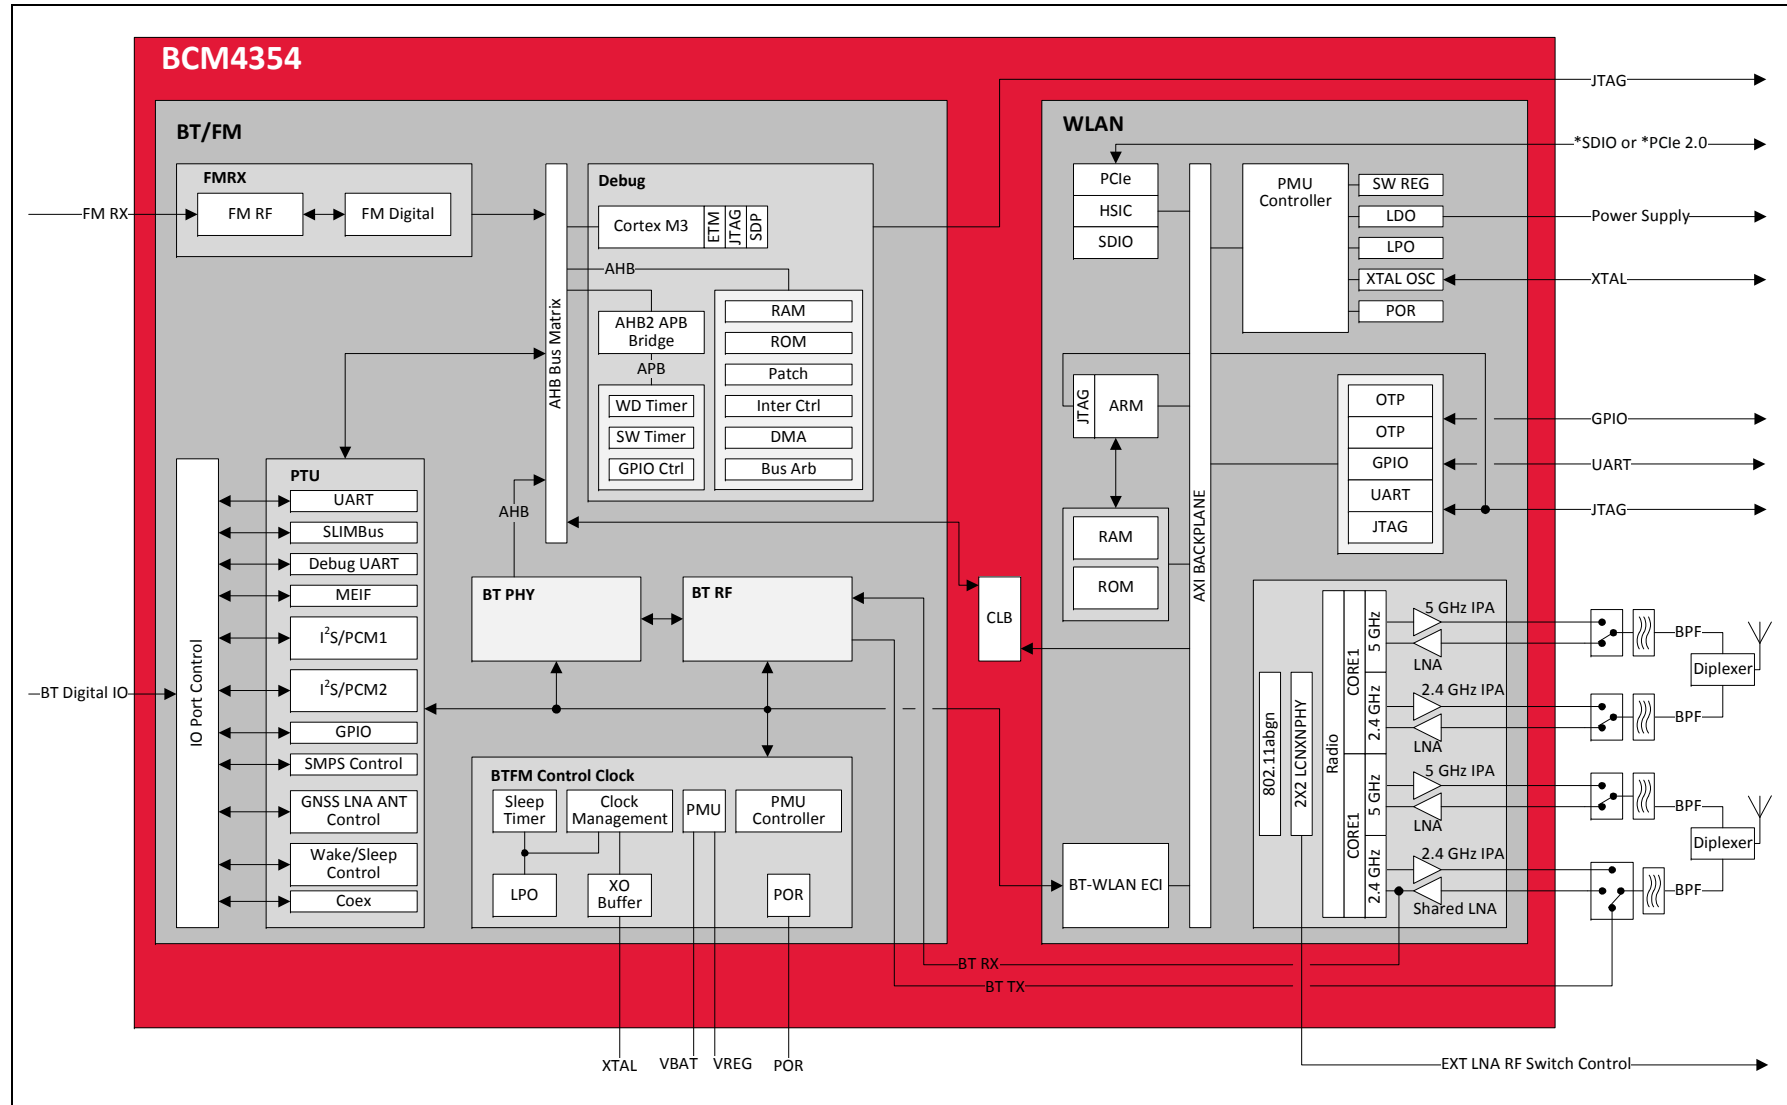 BCM4354
BT/FM
FMRX
FM RF
FM Digital
FM RX
Debug
Cortex M3
ETM
JTAG
SDP
AHB
AHB Bus Matrix
AHB2 APB
Bridge
APB
WD Timer
SW Timer
GPIO Ctrl
RAM
ROM
Patch
Inter Ctrl
DMA
Bus Arb
BT Digital IO
IO Port Control
PTU
UART
SLIMBus
Debug UART
MEIF
I²S/PCM1
I²S/PCM2
GPIO
SMPS Control
GNSS LNA ANT
Control
Wake/Sleep
Control
Coex
AHB
BT PHY
BT RF
BTFM Control Clock
Sleep
Timer
Clock
Management
PMU
PMU
Controller
LPO
XO
Buffer
POR
XTAL
VBAT
VREG
POR
CLB
BT RX
BT TX
WLAN
PCIe
HSIC
SDIO
AXI BACKPLANE
PMU
Controller
SW REG
LDO
LPO
XTAL OSC
POR
JTAG
ARM
RAM
ROM
OTP
OTP
GPIO
UART
JTAG
BT-WLAN ECI
802.11abgn
2X2 LCNXNPHY
Radio
CORE1
CORE1
5 GHz
2.4 GHz
5 GHz
2.4 GHz
5 GHz IPA
LNA
2.4 GHz IPA
LNA
5 GHz IPA
LNA
2.4 GHz IPA
Shared LNA
BPF
BPF
BPF
BPF
Diplexer
Diplexer
JTAG
*SDIO or *PCIe 2.0
Power Supply
XTAL
GPIO
UART
JTAG
EXT LNA RF Switch Control